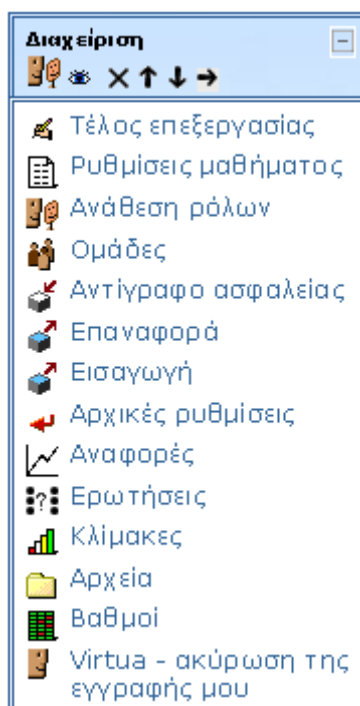 Διαχείριση
Τέλος επεξεργασίας
Ρυθμίσεις μαθήματος
Ανάθεση ρόλων
Ομάδες
Αντίγραφο ασφαλείας
Επαναφορά
Εισαγωγή
Αρχικές ρυθμίσεις
Αναφορές
Ερωτήσεις
Κλίμακες
Αρχεία
Βαθμοί
Virtua - ακύρωση της
εγγραφής μου